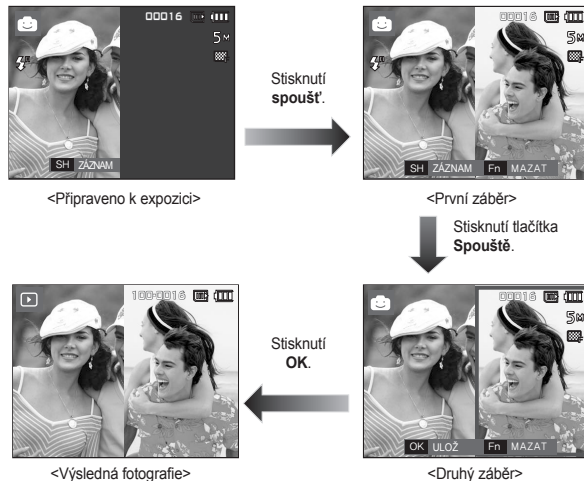 00016
5M
SH ZÁZNAM
<Připraveno k expozici>
Stisknutí
spoušť.
00016
5M
SH ZÁZNAM Fn MAZAT
<První záběr>
Stisknutí tlačítka
Spouště.
00016
5M
OK ULOŽ Fn MAZAT
<Druhý záběr>
Stisknutí
OK.
100-0016
<Výsledná fotografie>